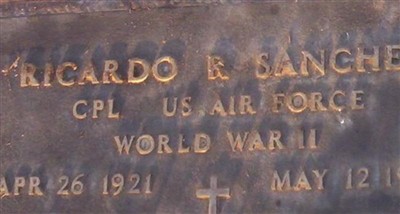 RICARDO R SANCHE
CPL US AIR FORCE
WORLD WAR II
APR 26 1921 MAY 12 19